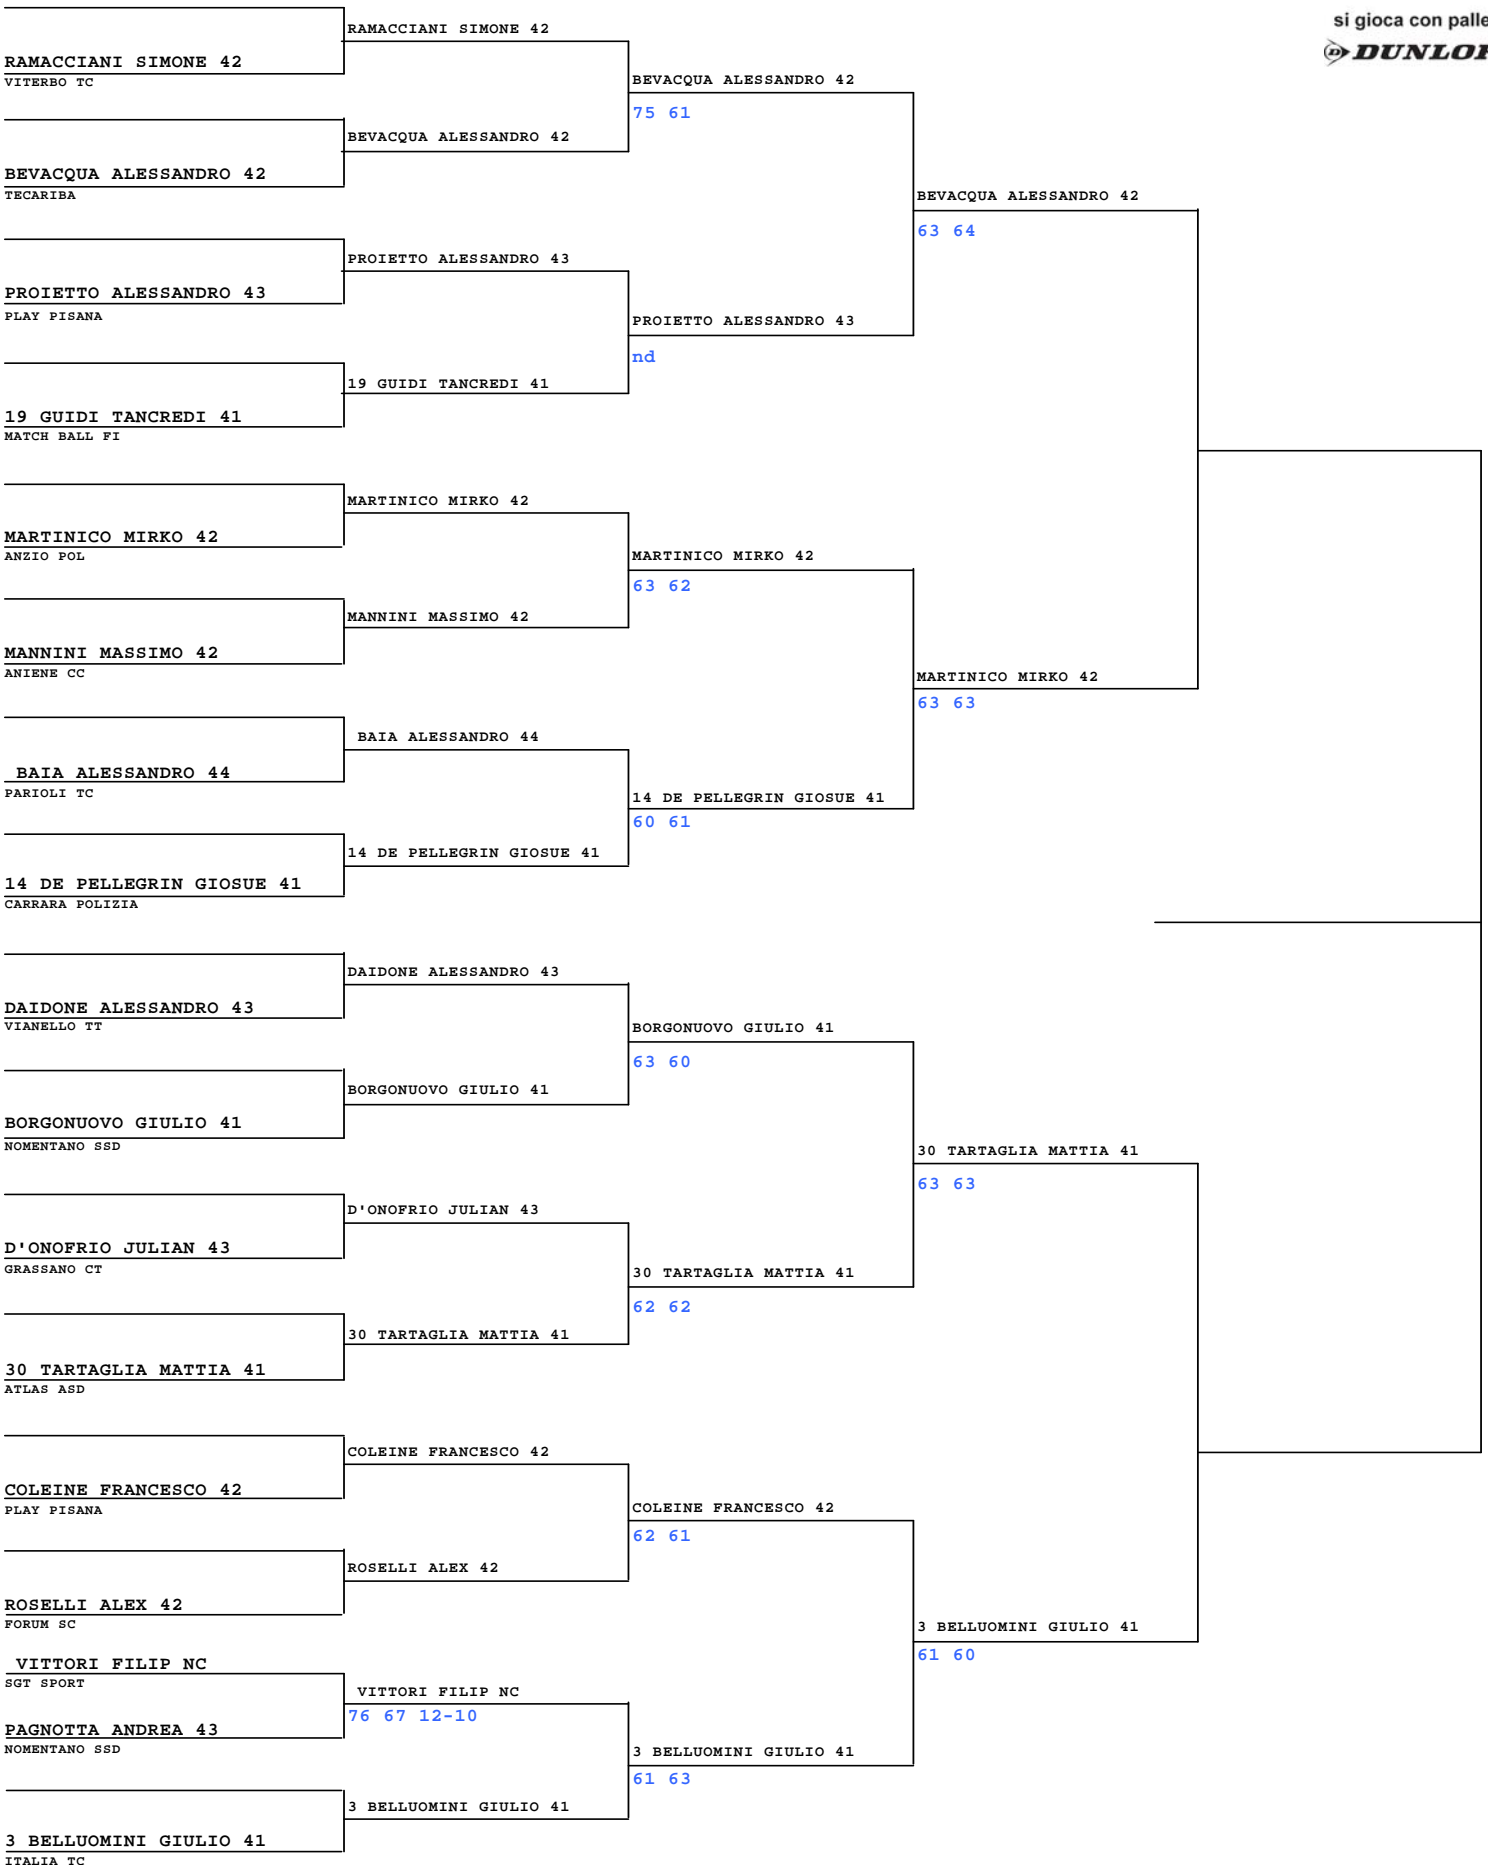 si gioca con palle
DUNLOP
RAMACCIANI SIMONE 42
RAMACCIANI SIMONE 42
VITERBO TC
BEVACQUA ALESSANDRO 42
75 61
BEVACQUA ALESSANDRO 42
BEVACQUA ALESSANDRO 42
TECARIBA
BEVACQUA ALESSANDRO 42
63 64
PROIETTO ALESSANDRO 43
PROIETTO ALESSANDRO 43
PLAY PISANA
PROIETTO ALESSANDRO 43
nd
19 GUIDI TANCREDI 41
19 GUIDI TANCREDI 41
MATCH BALL FI
MARTINICO MIRKO 42
MARTINICO MIRKO 42
ANZIO POL
MARTINICO MIRKO 42
63 62
MANNINI MASSIMO 42
MANNINI MASSIMO 42
ANIENE CC
MARTINICO MIRKO 42
63 63
BAIA ALESSANDRO 44
BAIA ALESSANDRO 44
PARIOLI TC
14 DE PELLEGRIN GIOSUE 41
60 61
14 DE PELLEGRIN GIOSUE 41
14 DE PELLEGRIN GIOSUE 41
CARRARA POLIZIA
DAIDONE ALESSANDRO 43
DAIDONE ALESSANDRO 43
VIANELLO TT
BORGONUOVO GIULIO 41
63 60
BORGONUOVO GIULIO 41
BORGONUOVO GIULIO 41
NOMENTANO SSD
30 TARTAGLIA MATTIA 41
63 63
D'ONOFRIO JULIAN 43
D'ONOFRIO JULIAN 43
GRASSANO CT
30 TARTAGLIA MATTIA 41
62 62
30 TARTAGLIA MATTIA 41
30 TARTAGLIA MATTIA 41
ATLAS ASD
COLEINE FRANCESCO 42
COLEINE FRANCESCO 42
PLAY PISANA
COLEINE FRANCESCO 42
62 61
ROSELLI ALEX 42
ROSELLI ALEX 42
FORUM SC
3 BELLUOMINI GIULIO 41
61 60
VITTORI FILIP NC
SGT SPORT
VITTORI FILIP NC
76 67 12-10
PAGNOTTA ANDREA 43
NOMENTANO SSD
3 BELLUOMINI GIULIO 41
61 63
3 BELLUOMINI GIULIO 41
3 BELLUOMINI GIULIO 41
ITALIA TC